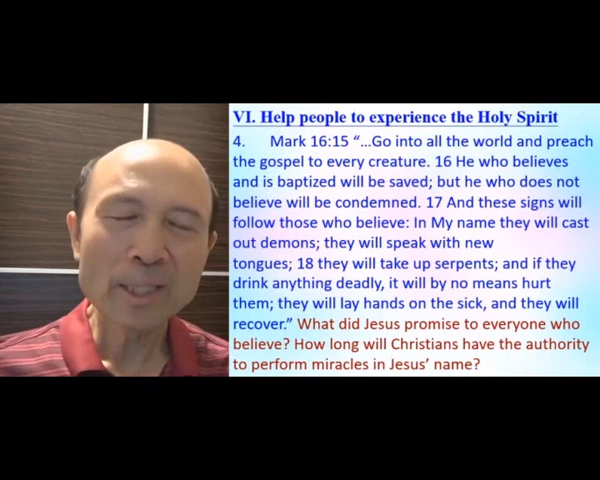 VI. Help people to experience the Holy Spirit
4. Mark 16:15 “…Go into all the world and preach
the gospel to every creature. 16 He who believes
and is baptized will be saved; but he who does not
believe will be condemned. 17 And these signs will
follow those who believe: In My name they will cast
out demons; they will speak with new
tongues; 18 they will take up serpents; and if they
drink anything deadly, it will by no means hurt
them; they will lay hands on the sick, and they will
recover.” What did Jesus promise to everyone who
believe? How long will Christians have the authority
to perform miracles in Jesus’ name?